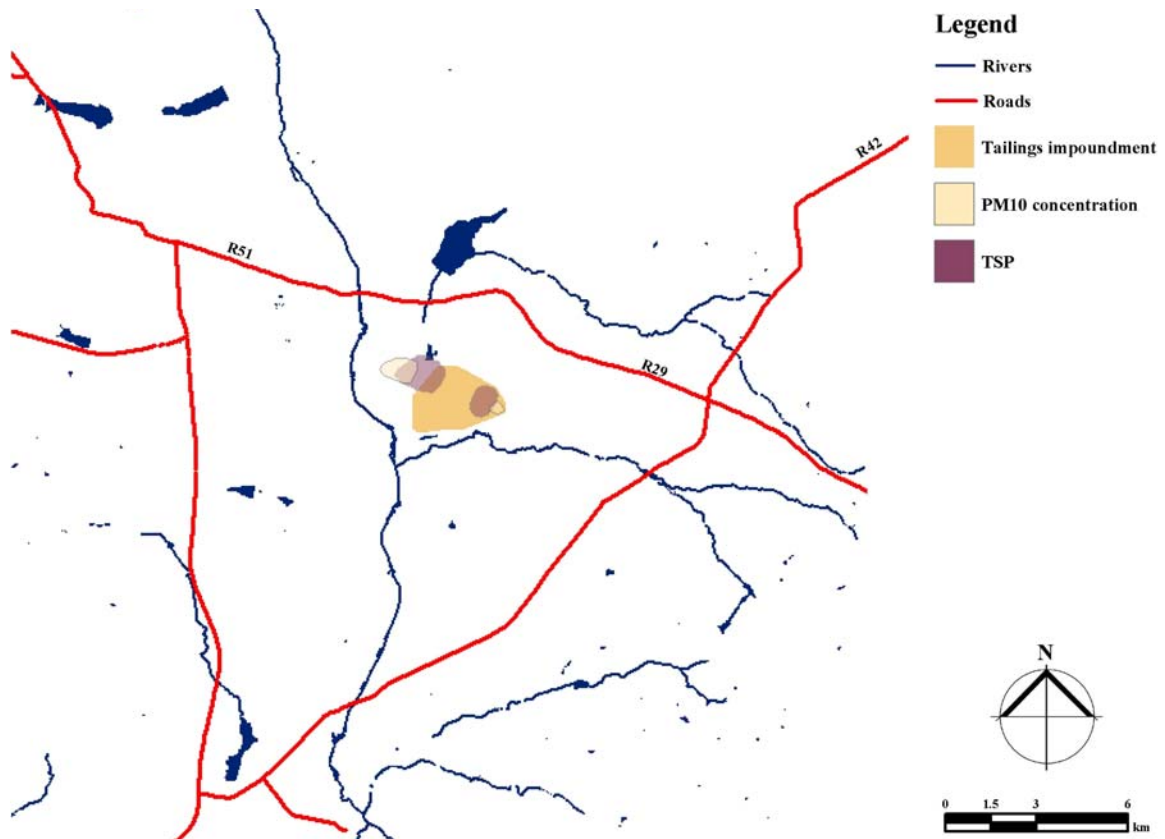 Legend
Rivers
Roads
Tailings impoundment
PM10 concentration
TSP
R42
R51
R29
N
0 1.5 3 6
km